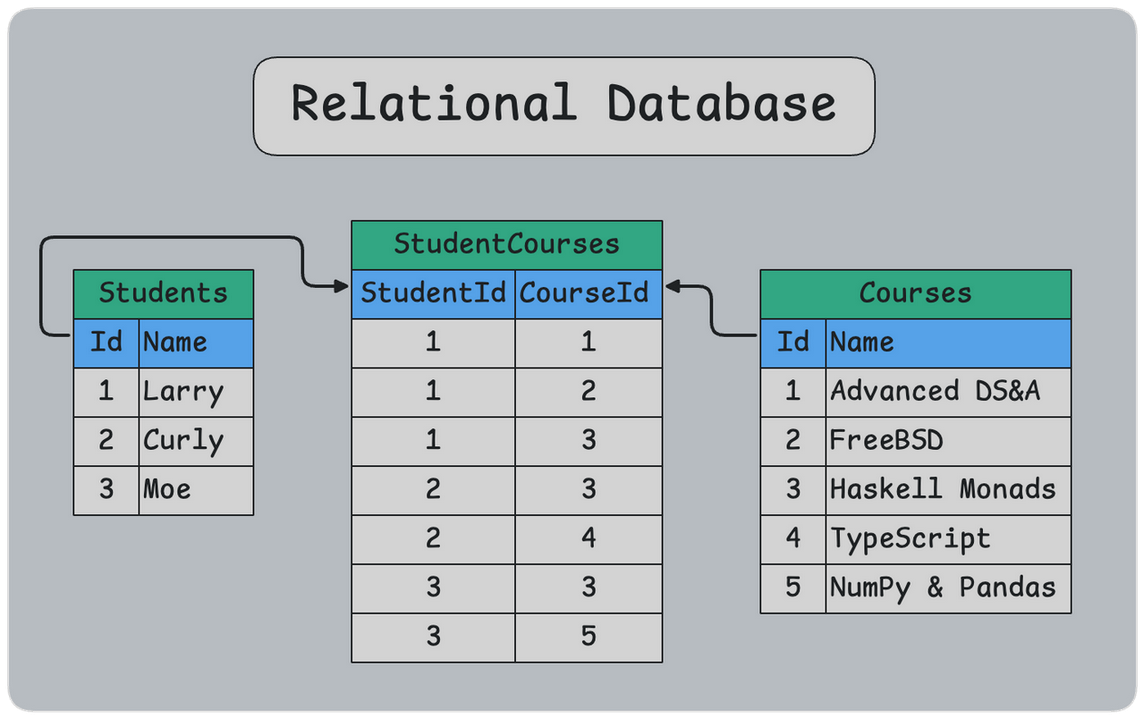 Relational Database
Students
Id Name
1 Larry
2 Curly
3 Moe
StudentCourses
StudentId CourseId
1 1
1 2
1 3
2 3
2 4
3 3
3 5
Courses
Id Name
1 Advanced DS&A
2 FreeBSD
3 Haskell Monads
4 TypeScript
5 NumPy & Pandas